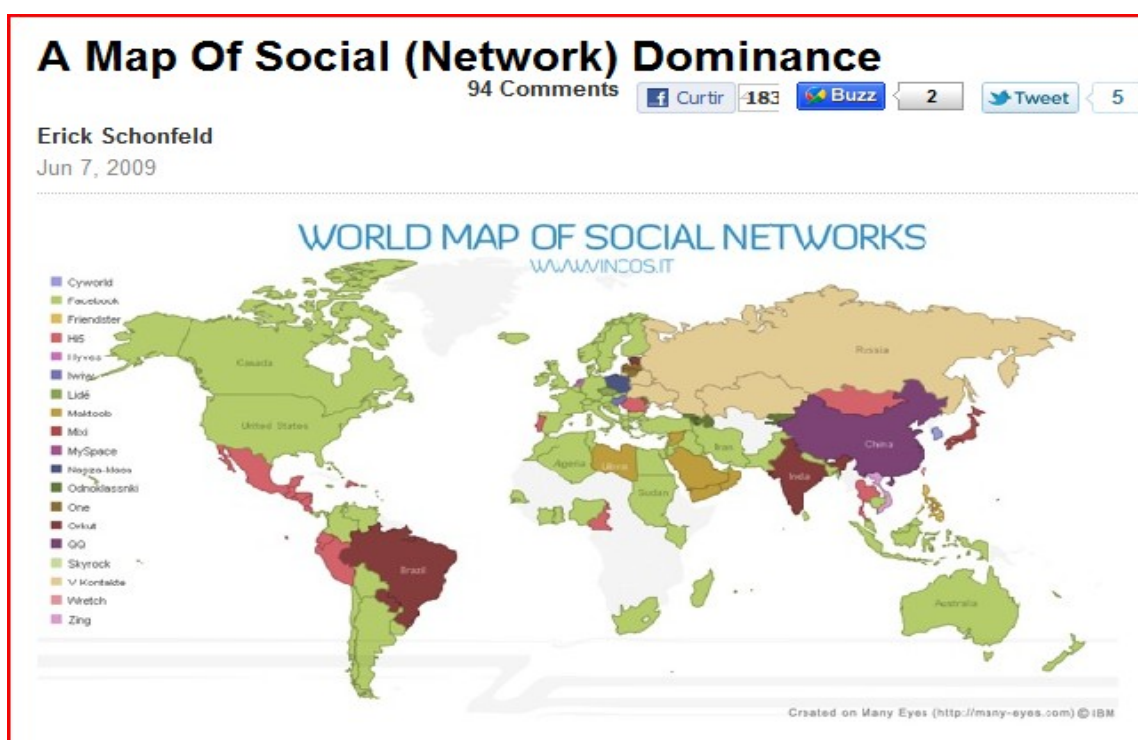 A Map Of Social (Network) Dominance
94 Comments Curtir 183 Buzz 2 Tweet 5
Erick Schonfeld
Jun 7, 2009
WORLD MAP OF SOCIAL NETWORKS
WWW.VINCOS.IT
Cyworld
Facebook
Friendster
Hi5
Hyves
Iwiw
Lidé
Maktoob
Mixi
MySpace
Nasza-klasa
Odnoklassniki
One
Orkut
QQ
Skyrock
V Kontakte
Wretch
Zing
Canada
United States
Brazil
Algeria
Libya
Sudan
Iran
Russia
China
India
Australia
Created on Many Eyes (http://many-eyes.com) © IBM